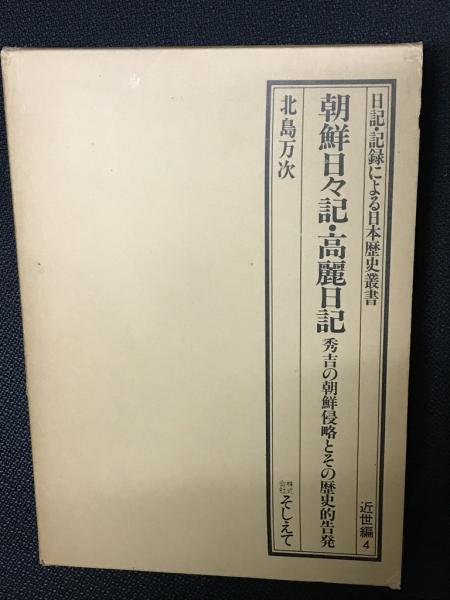 日記・記録による日本歴史叢書
近世編4
朝鮮日々記・高麗日記
秀吉の朝鮮侵略とその歴史的告発
北島万次
株式会社
そしえて